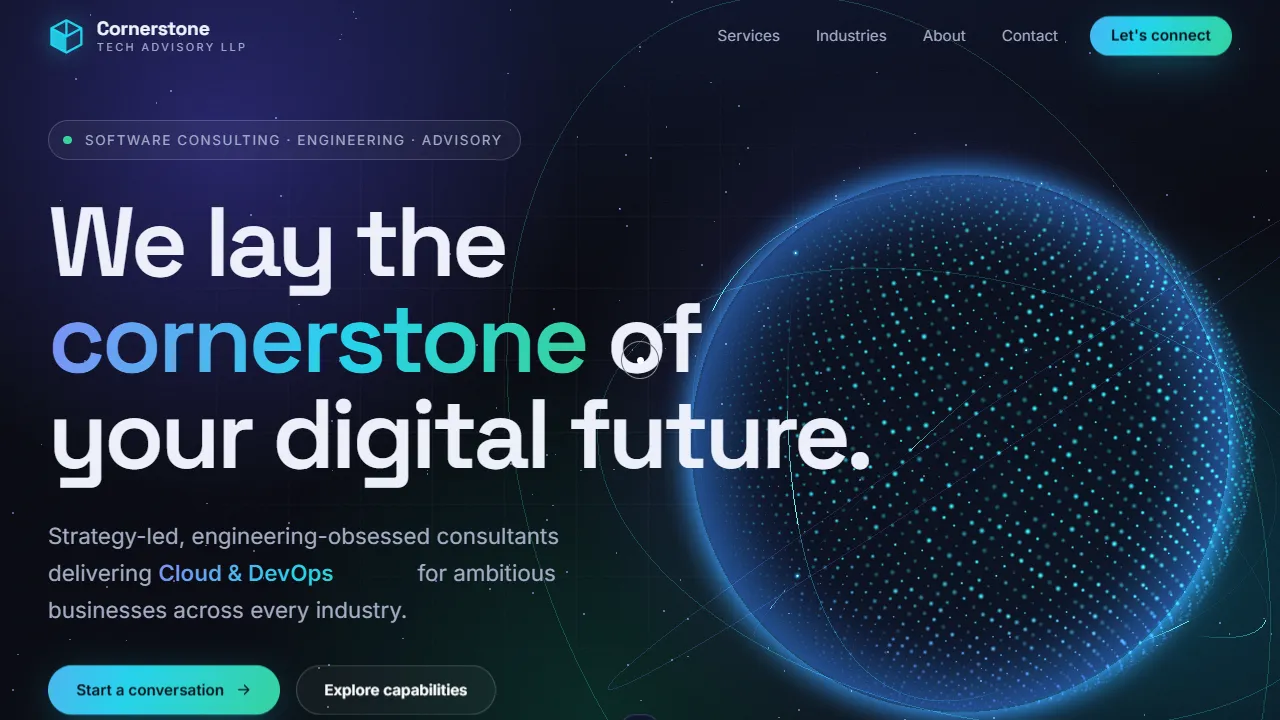 Cornerstone
TECH ADVISORY LLP
Services
Industries
About
Contact
Let's connect
SOFTWARE CONSULTING · ENGINEERING · ADVISORY
We lay the
cornerstone of
your digital future.
Strategy-led, engineering-obsessed consultants
delivering Cloud & DevOps for ambitious
businesses across every industry.
Start a conversation →
Explore capabilities